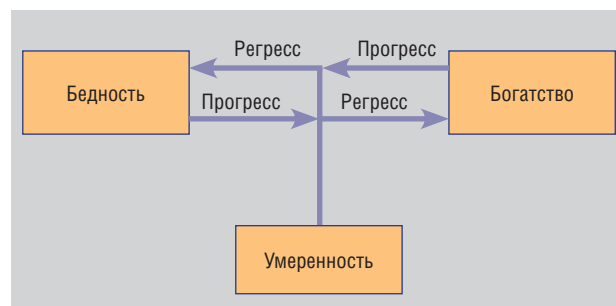 Регресс Прогресс
Бедность Богатство
Прогресс Регресс
Умеренность